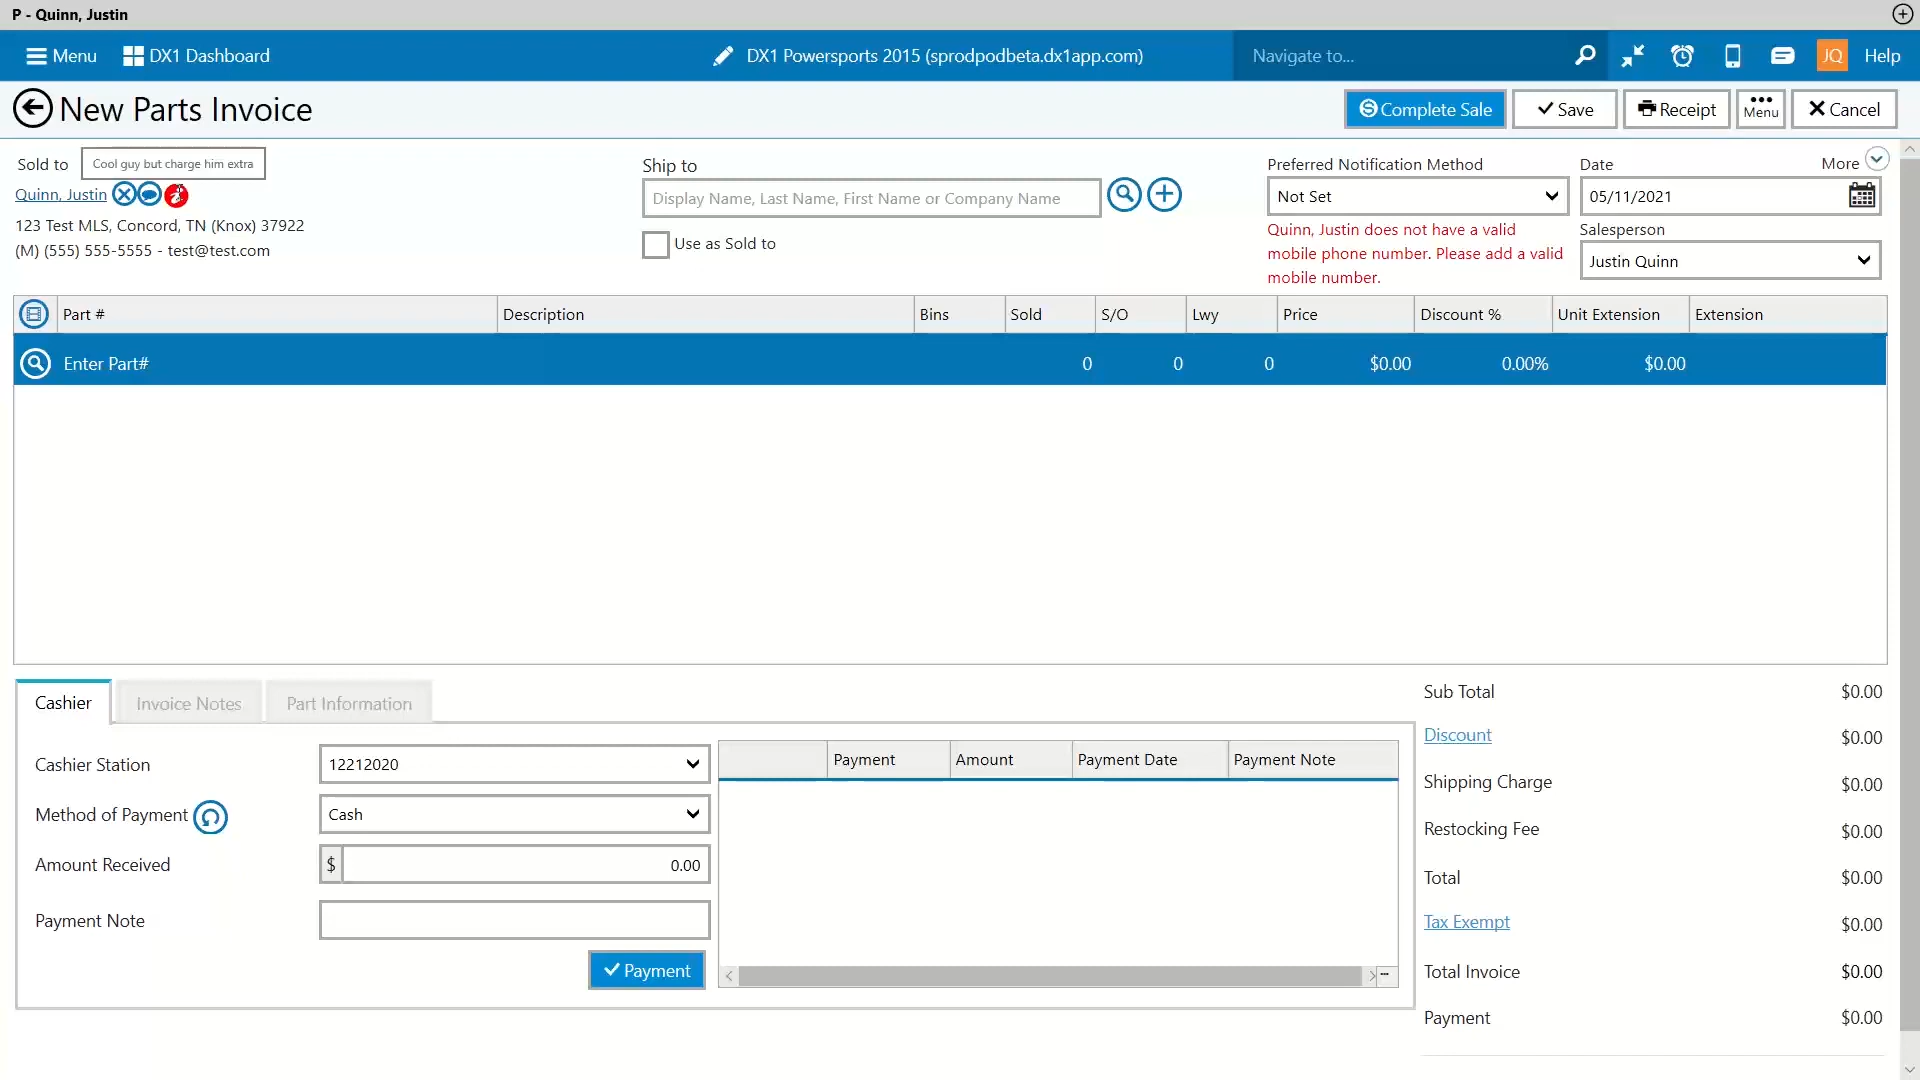 P - Quinn, Justin
Menu
DX1 Dashboard
DX1 Powersports 2015 (sprodpodbeta.dx1app.com)
Navigate to...
JQ
Help
New Parts Invoice
Complete Sale
Save
Receipt
Menu
Cancel
Sold to
Cool guy but charge him extra
Quinn, Justin
123 Test MLS, Concord, TN (Knox) 37922
(M) (555) 555-5555 - test@test.com
Ship to
Display Name, Last Name, First Name or Company Name
Use as Sold to
Preferred Notification Method
Not Set
Quinn, Justin does not have a valid
mobile phone number. Please add a valid
mobile number.
Date
More
05/11/2021
Salesperson
Justin Quinn
Part # Description Bins Sold S/O Lwy Price Discount % Unit Extension Extension
Enter Part# 0 0 0 $0.00 0.00% $0.00
Cashier
Invoice Notes
Part Information
Cashier Station
12212020
Method of Payment
Cash
Amount Received
$ 0.00
Payment Note
Payment
Payment Amount Payment Date Payment Note
Sub Total $0.00
Discount $0.00
Shipping Charge $0.00
Restocking Fee $0.00
Total $0.00
Tax Exempt $0.00
Total Invoice $0.00
Payment $0.00